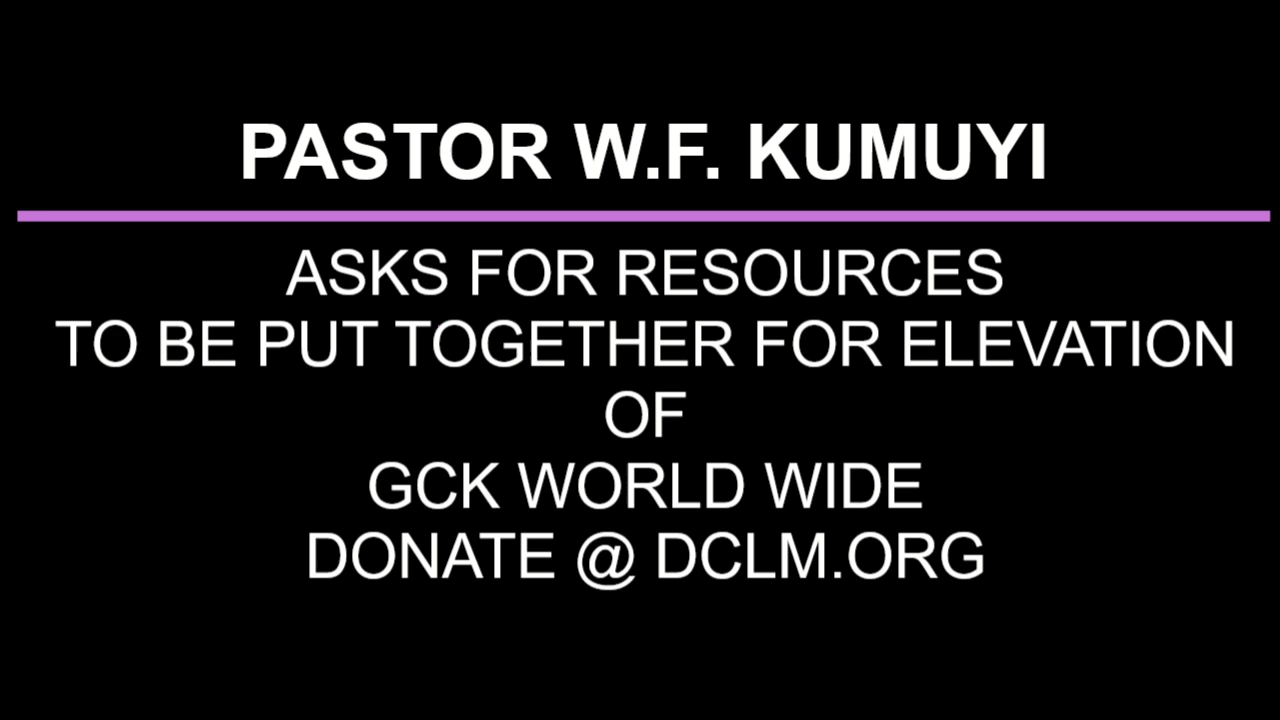 PASTOR W.F. KUMUYI
ASKS FOR RESOURCES
TO BE PUT TOGETHER FOR ELEVATION
OF
GCK WORLD WIDE
DONATE @ DCLM.ORG